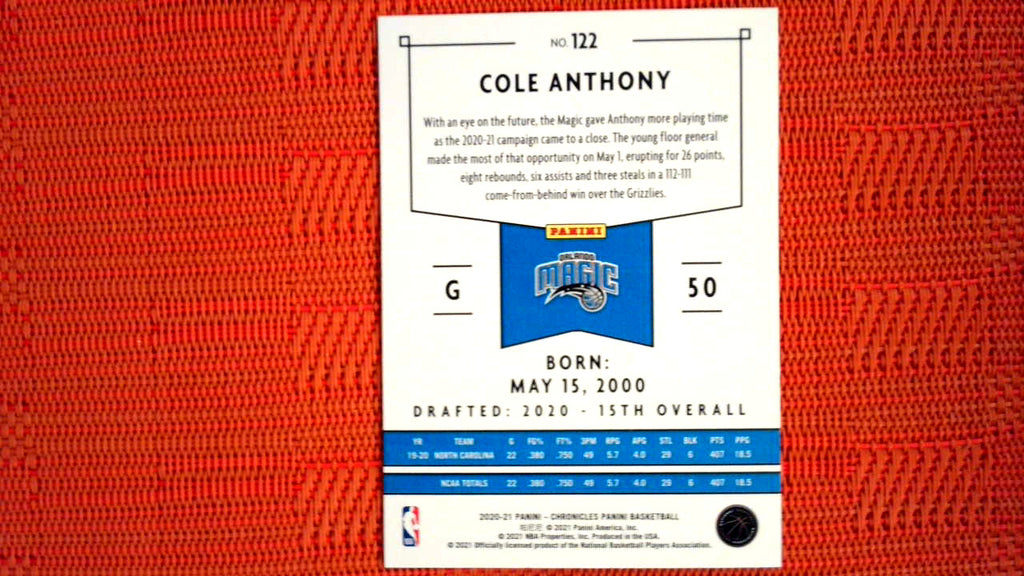 NO. 122
COLE ANTHONY
With an eye on the future, the Magic gave Anthony more playing time
as the 2020-21 campaign came to a close. The young floor general
made the most of that opportunity on May 1, erupting for 26 points,
eight rebounds, six assists and three steals in a 112-111
come-from-behind win over the Grizzlies.
PANINI
ORLANDO
MAGIC
G
50
BORN:
MAY 15, 2000
DRAFTED: 2020 - 15TH OVERALL
YR TEAM G FG% FT% 3PM RPG APG STL BLK PTS PPG
19-20 NORTH CAROLINA 22 .380 .750 49 5.7 4.0 29 6 407 18.5
NCAA TOTALS 22 .380 .750 49 5.7 4.0 29 6 407 18.5
2020-21 PANINI - CHRONICLES PANINI BASKETBALL
帕尼尼 © 2021 Panini America, Inc.
© 2021 NBA Properties, Inc. Produced in the USA.
© 2021 Officially licensed product of the National Basketball Players Association.